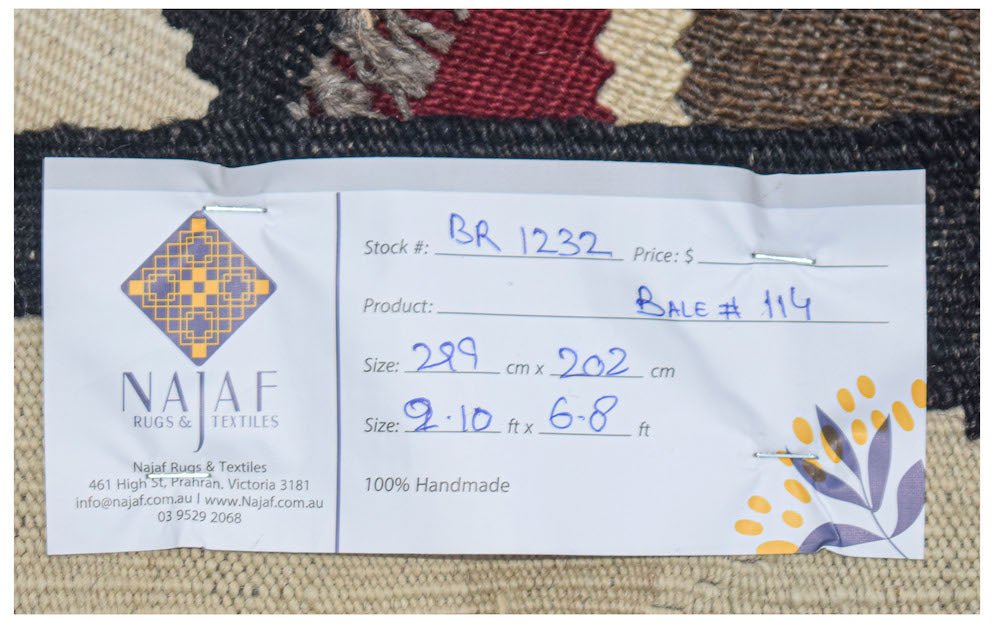 NAJAF
RUGS & TEXTILES
Najaf Rugs & Textiles
461 High St, Prahran, Victoria 3181
info@najaf.com.au | www.Najaf.com.au
03 9529 2068
Stock #: BR 1232 Price: $
Product: BALE # 114
Size: 299 cm x 202 cm
Size: 9.10 ft x 6-8 ft
100% Handmade